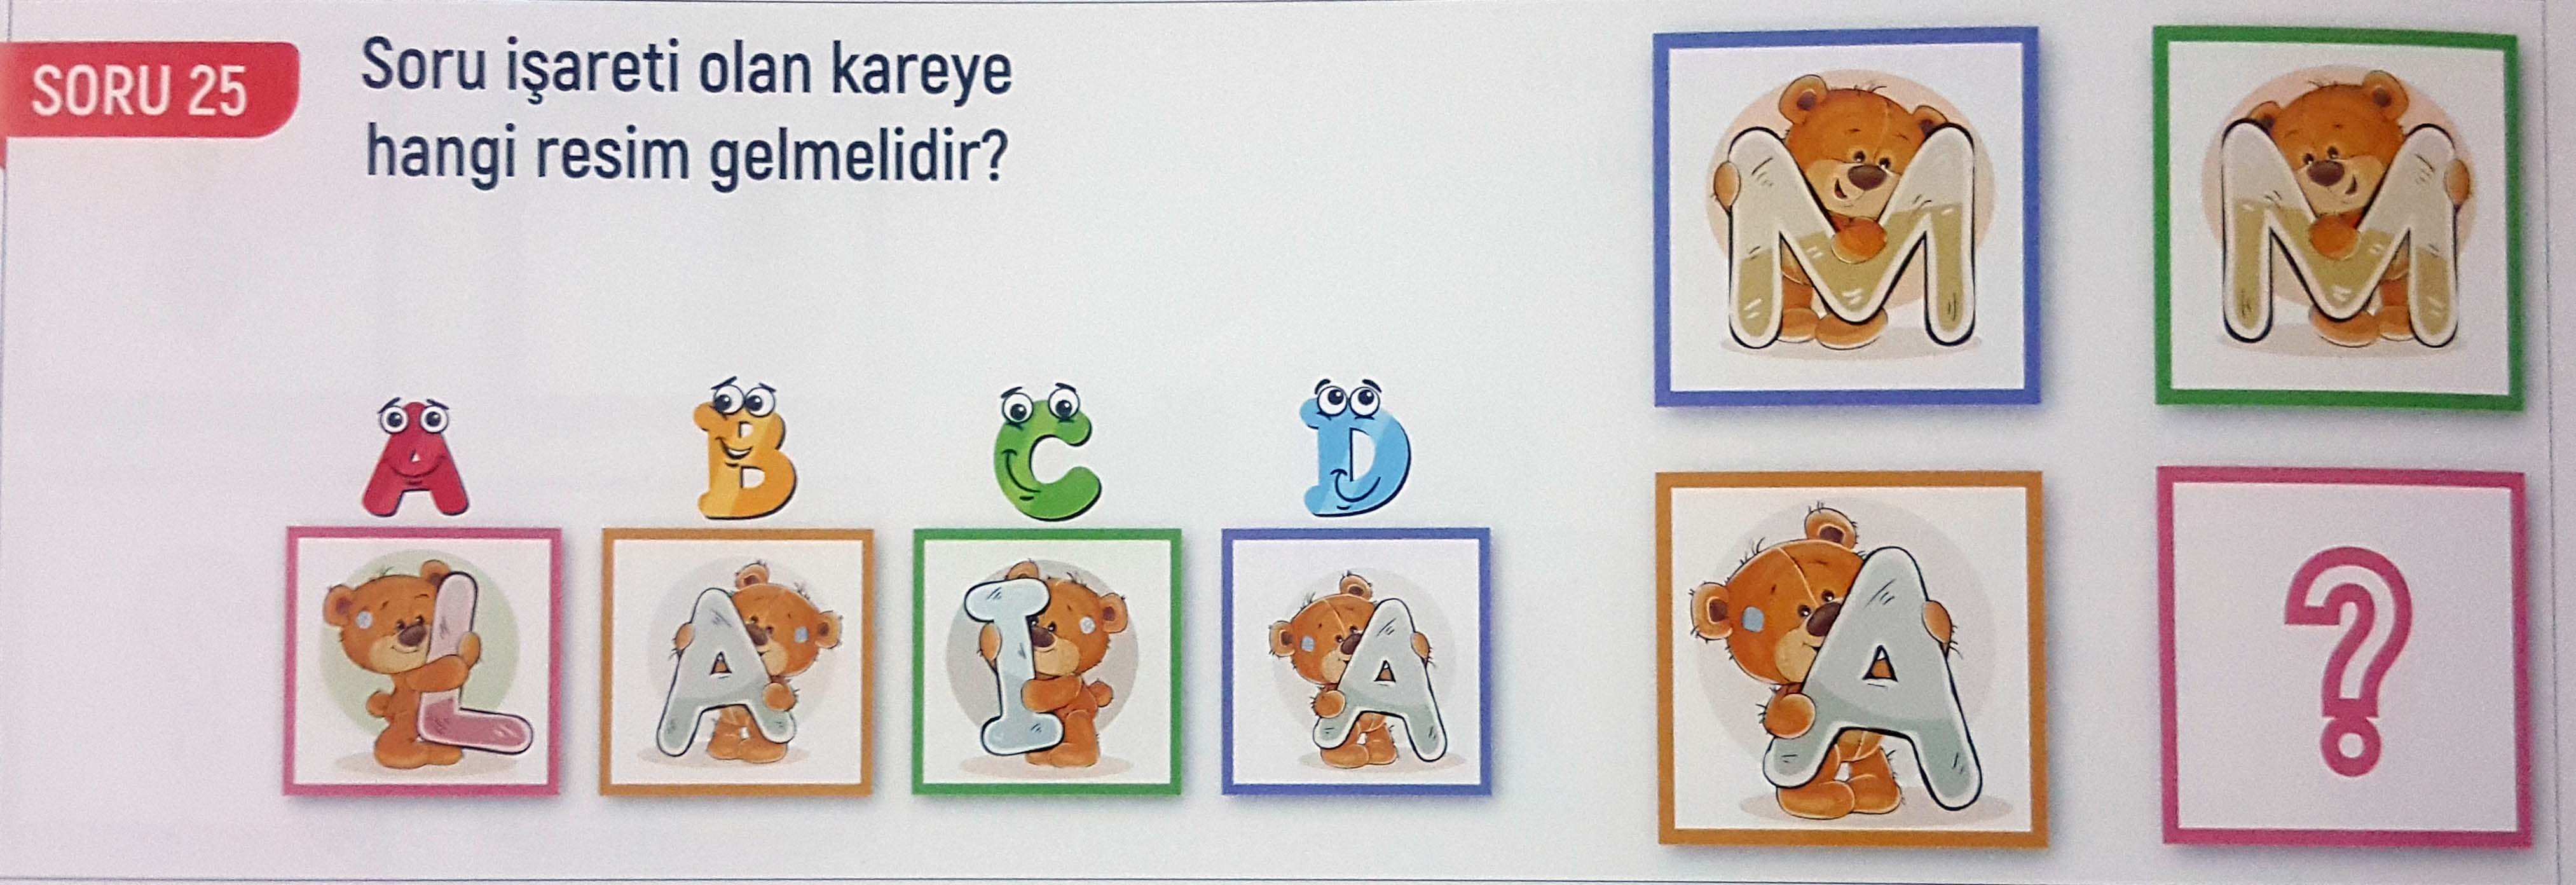 SORU 25
Soru işareti olan kareye
hangi resim gelmelidir?
M
M
A
B
C
D
L
A
I
A
A
?